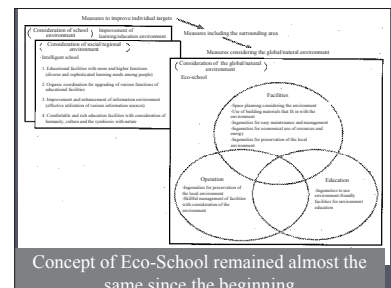 Measures to improve individual targets
Measures including the surrounding area
Measures considering the global/natural environment
Consideration of school environment
Improvement of learning/education environment
Consideration of social/regional environment
·Intelligent school
1. Educational facilities with more and higher functions
(diverse and sophisticated learning needs among people)
2. Organic coordination for upgrading of various functions of
educational facilities
3. Improvement and enhancement of information environment
(effective utilization of various information sources)
4. Comfortable and rich education facilities with consideration of
humanity, culture and the symbiosis with nature
Consideration of the global/natural
environment
Eco-school
Facilities
·Space planning considering the environment
·Use of building materials that fit in with the
environment
·Ingenuities for easy maintenance and management
·Ingenuities for economical use of resources and
energy
·Ingenuities for preservation of the local
environment
Operation
·Ingenuities for preservation of
the local environment
·Skillful management of facilities
with consideration of the
environment
Education
·Ingenuities to use
environment-friendly
facilities for environment
education
Concept of Eco-School remained almost the
same since the beginning